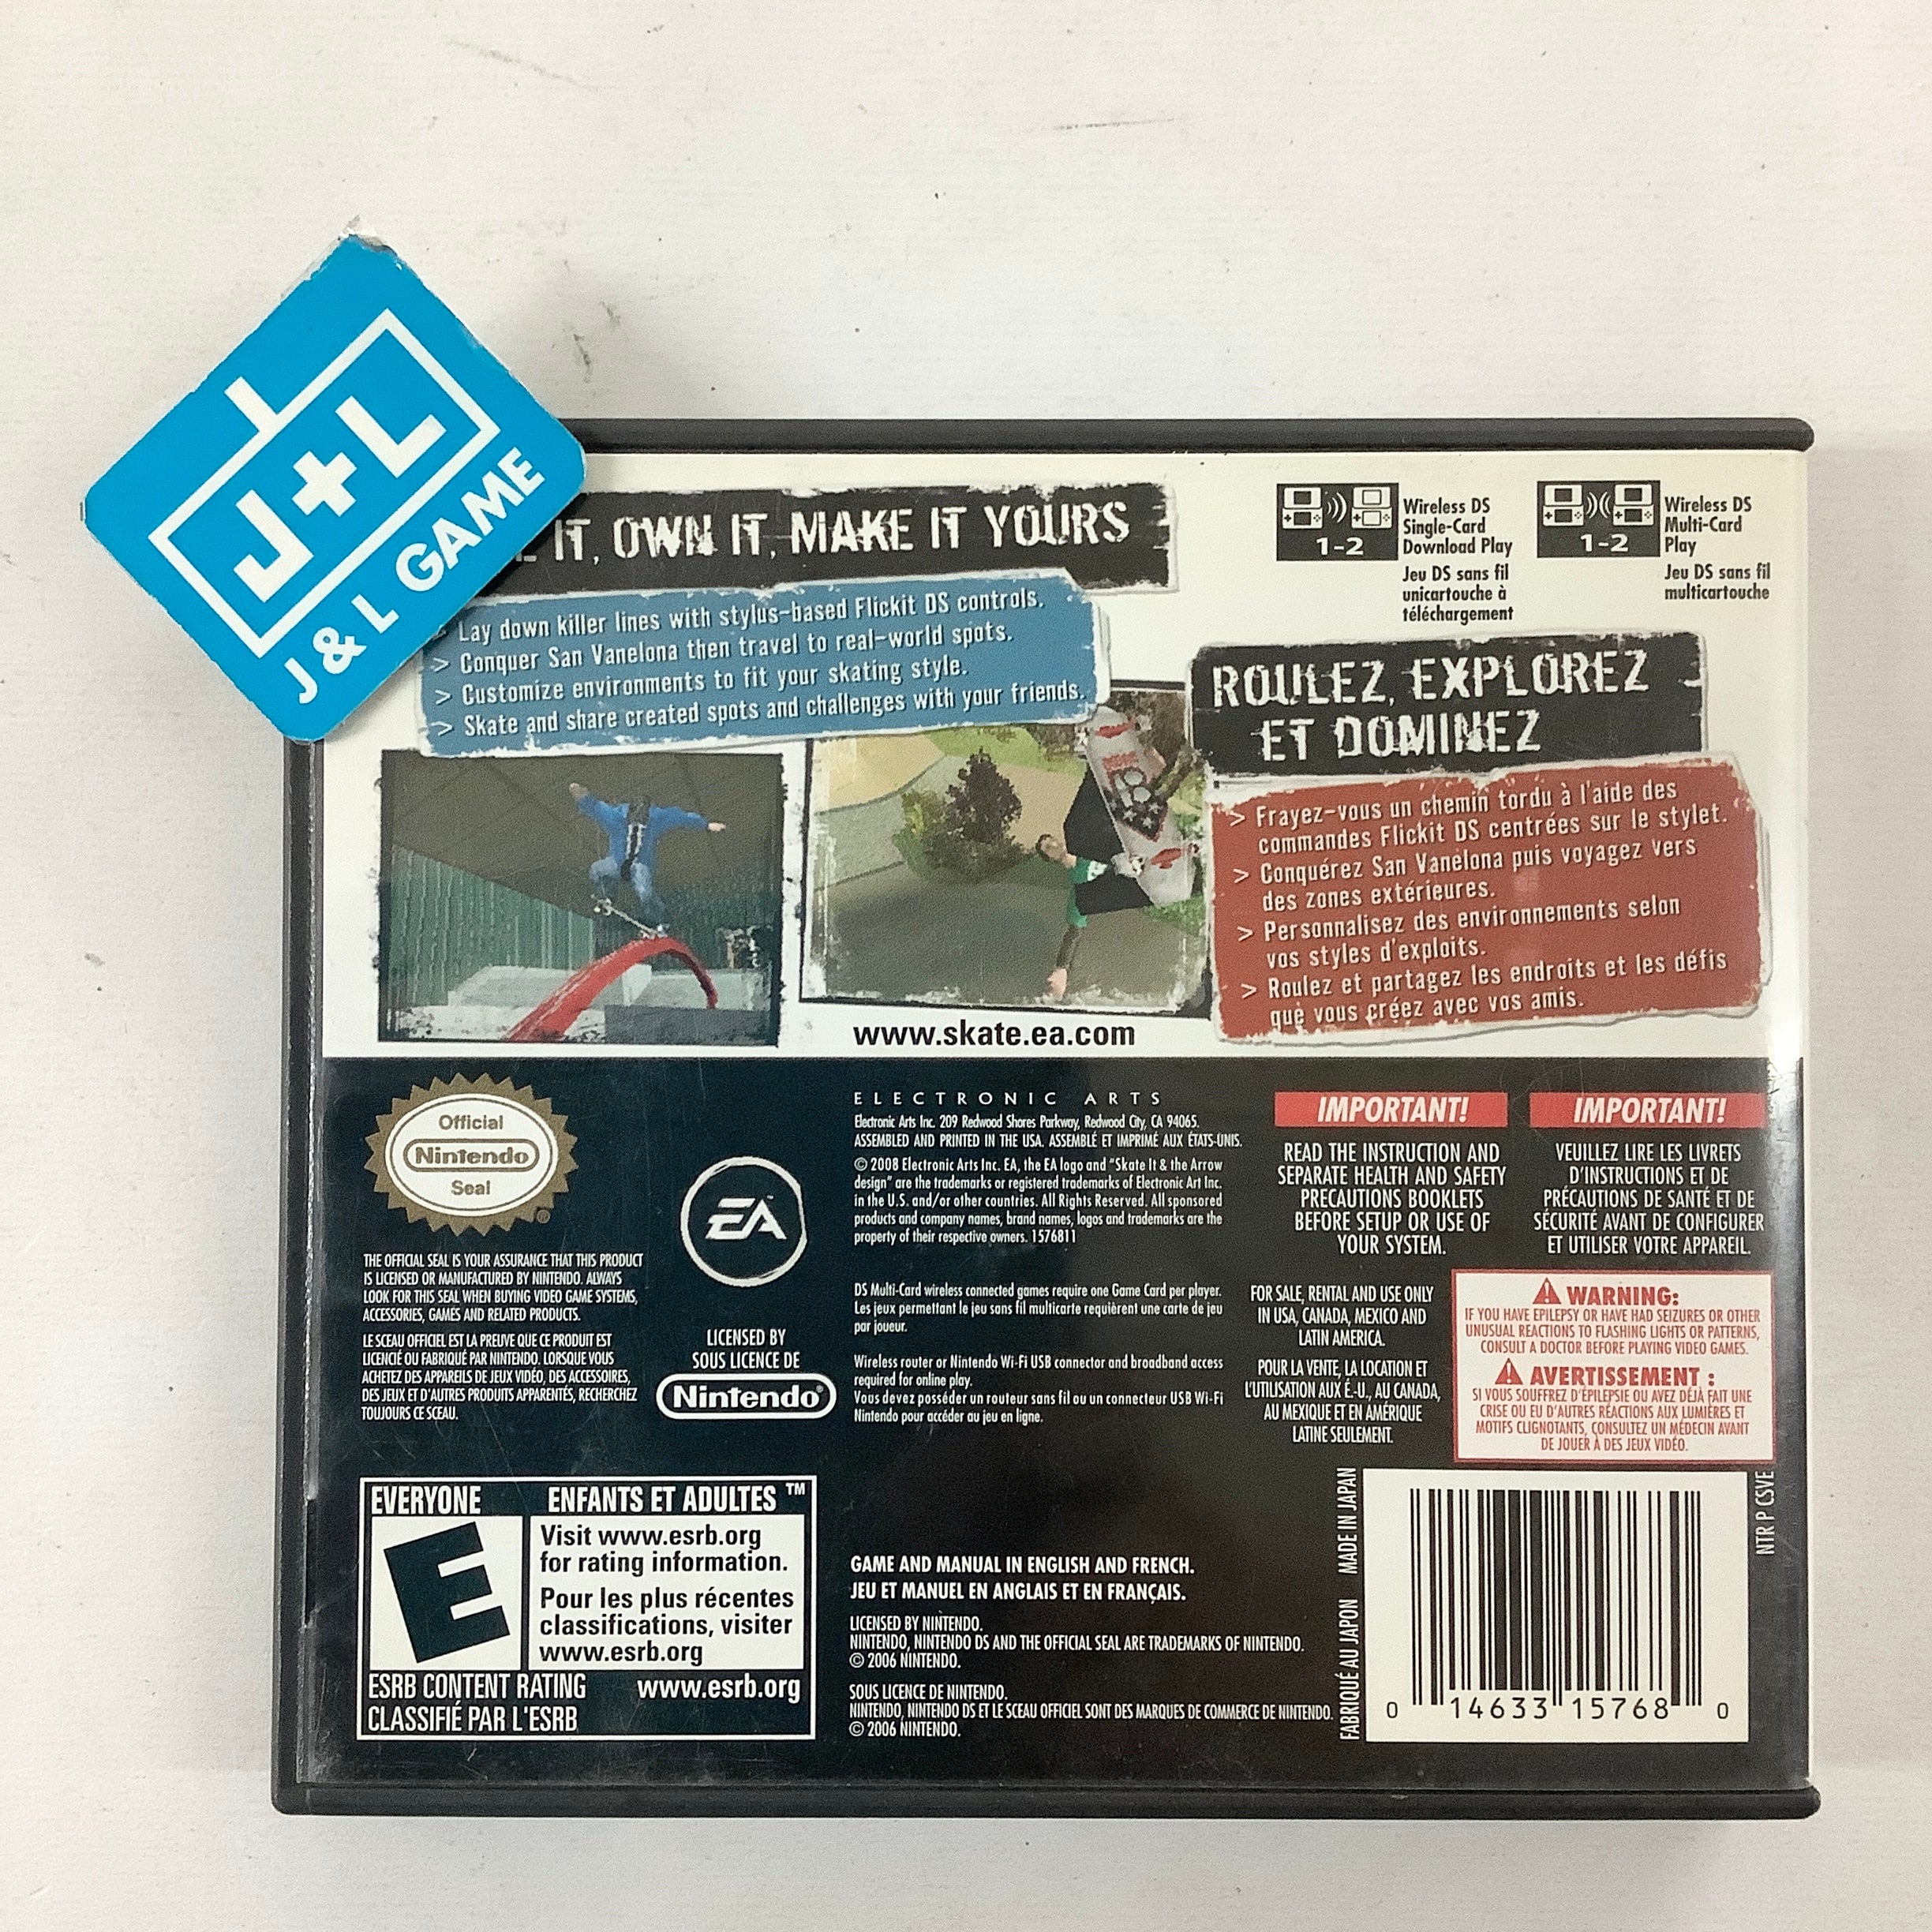 J+L
J & L GAME
IT, OWN IT, MAKE IT YOURS
Lay down killer lines with stylus-based Flickit DS controls.
> Conquer San Vanelona then travel to real-world spots.
> Customize environments to fit your skating style.
> Skate and share created spots and challenges with your friends.
1-2
Wireless DS
Single-Card
Download Play
Jeu DS sans fil
unicartouche à
téléchargement
1-2
Wireless DS
Multi-Card
Play
Jeu DS sans fil
multicartouche
ROULEZ, EXPLOREZ
ET DOMINEZ
> Frayez-vous un chemin tordu à l'aide des
commandes Flickit DS centrées sur le stylet.
> Conquérez San Vanelona puis voyagez vers
des zones extérieures.
> Personnalisez des environnements selon
vos styles d'exploits.
> Roulez et partagez les endroits et les défis
que vous créez avec vos amis.
www.skate.ea.com
Official
Nintendo
Seal
THE OFFICIAL SEAL IS YOUR ASSURANCE THAT THIS PRODUCT
IS LICENSED OR MANUFACTURED BY NINTENDO. ALWAYS
LOOK FOR THIS SEAL WHEN BUYING VIDEO GAME SYSTEMS,
ACCESSORIES, GAMES AND RELATED PRODUCTS.
LE SCEAU OFFICIEL EST LA PREUVE QUE CE PRODUIT EST
LICENCIÉ OU FABRIQUÉ PAR NINTENDO. LORSQUE VOUS
ACHETEZ DES APPAREILS DE JEUX VIDÉO, DES ACCESSOIRES,
DES JEUX ET D'AUTRES PRODUITS APPARENTÉS, RECHERCHEZ
TOUJOURS CE SCEAU.
EA
LICENSED BY
SOUS LICENCE DE
Nintendo®
ELECTRONIC ARTS
Electronic Arts Inc. 209 Redwood Shores Parkway, Redwood City, CA 94065.
ASSEMBLED AND PRINTED IN THE USA. ASSEMBLÉ ET IMPRIMÉ AUX ÉTATS-UNIS.
© 2008 Electronic Arts Inc. EA, the EA logo and "Skate It & the Arrow
design" are the trademarks or registered trademarks of Electronic Art Inc.
in the U.S. and/or other countries. All Rights Reserved. All sponsored
products and company names, brand names, logos and trademarks are the
property of their respective owners. 1576811
DS Multi-Card wireless connected games require one Game Card per player.
Les jeux permettant le jeu sans fil multicarte requièrent une carte de jeu
par joueur.
Wireless router or Nintendo Wi-Fi USB connector and broadband access
required for online play.
Vous devez posséder un routeur sans fil ou un connecteur USB Wi-Fi
Nintendo pour accéder au jeu en ligne.
IMPORTANT!
READ THE INSTRUCTION AND
SEPARATE HEALTH AND SAFETY
PRECAUTIONS BOOKLETS
BEFORE SETUP OR USE OF
YOUR SYSTEM.
IMPORTANT!
VEUILLEZ LIRE LES LIVRETS
D'INSTRUCTIONS ET DE
PRÉCAUTIONS DE SANTÉ ET DE
SÉCURITÉ AVANT DE CONFIGURER
ET UTILISER VOTRE APPAREIL.
FOR SALE, RENTAL AND USE ONLY
IN USA, CANADA, MEXICO AND
LATIN AMERICA.
POUR LA VENTE, LA LOCATION ET
L'UTILISATION AUX É.-U., AU CANADA,
AU MEXIQUE ET EN AMÉRIQUE
LATINE SEULEMENT.
WARNING:
IF YOU HAVE EPILEPSY OR HAVE HAD SEIZURES OR OTHER
UNUSUAL REACTIONS TO FLASHING LIGHTS OR PATTERNS,
CONSULT A DOCTOR BEFORE PLAYING VIDEO GAMES.
AVERTISSEMENT :
SI VOUS SOUFFREZ D'ÉPILEPSIE OU AVEZ DÉJÀ FAIT UNE
CRISE OU EU D'AUTRES RÉACTIONS AUX LUMIÈRES ET
MOTIFS CLIGNOTANTS, CONSULTEZ UN MÉDECIN AVANT
DE JOUER À DES JEUX VIDÉO.
EVERYONE
ENFANTS ET ADULTES ™
E
Visit www.esrb.org
for rating information.
Pour les plus récentes
classifications, visiter
www.esrb.org
ESRB CONTENT RATING www.esrb.org
CLASSIFIÉ PAR L'ESRB
GAME AND MANUAL IN ENGLISH AND FRENCH.
JEU ET MANUEL EN ANGLAIS ET EN FRANÇAIS.
LICENSED BY NINTENDO.
NINTENDO, NINTENDO DS AND THE OFFICIAL SEAL ARE TRADEMARKS OF NINTENDO.
© 2006 NINTENDO.
SOUS LICENCE DE NINTENDO.
NINTENDO, NINTENDO DS ET LE SCEAU OFFICIEL SONT DES MARQUES DE COMMERCE DE NINTENDO.
© 2006 NINTENDO.
FABRIQUÉ AU JAPON MADE IN JAPAN
0 14633 15768 0
NTR P CSVE